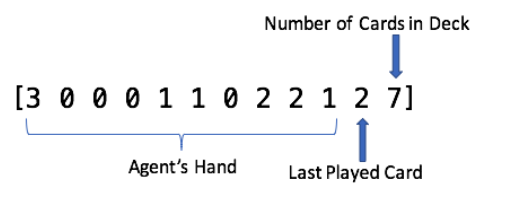 Number of Cards in Deck
[3 0 0 0 1 1 0 2 2 1 2 7]
Agent's Hand
Last Played Card